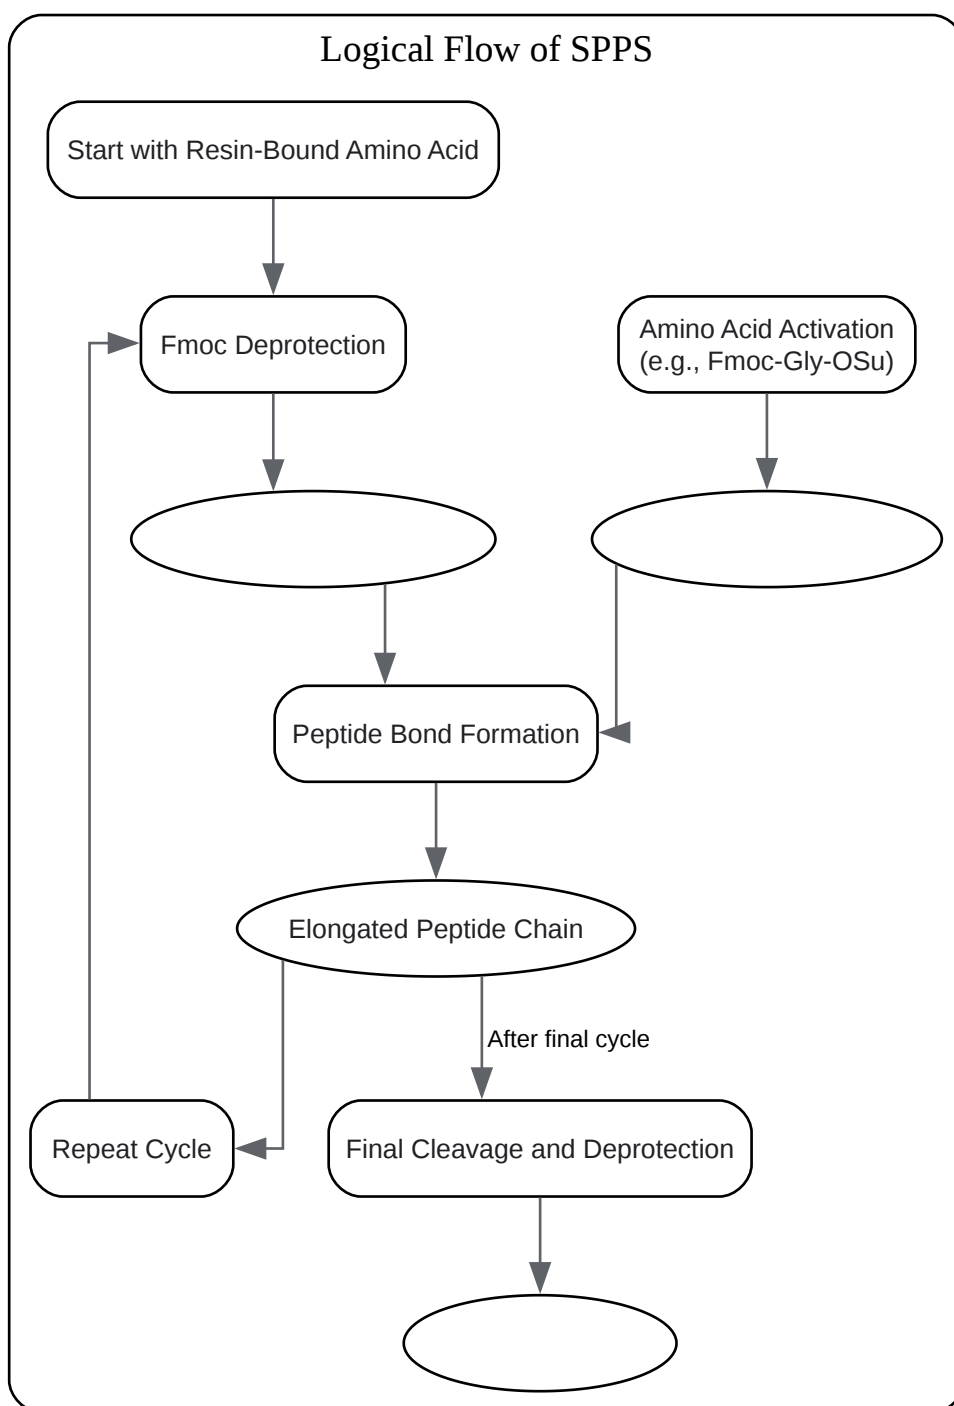 Logical Flow of SPPS
Start with Resin-Bound Amino Acid
Fmoc Deprotection
Amino Acid Activation
(e.g., Fmoc-Gly-OSu)
Peptide Bond Formation
Elongated Peptide Chain
After final cycle
Repeat Cycle
Final Cleavage and Deprotection